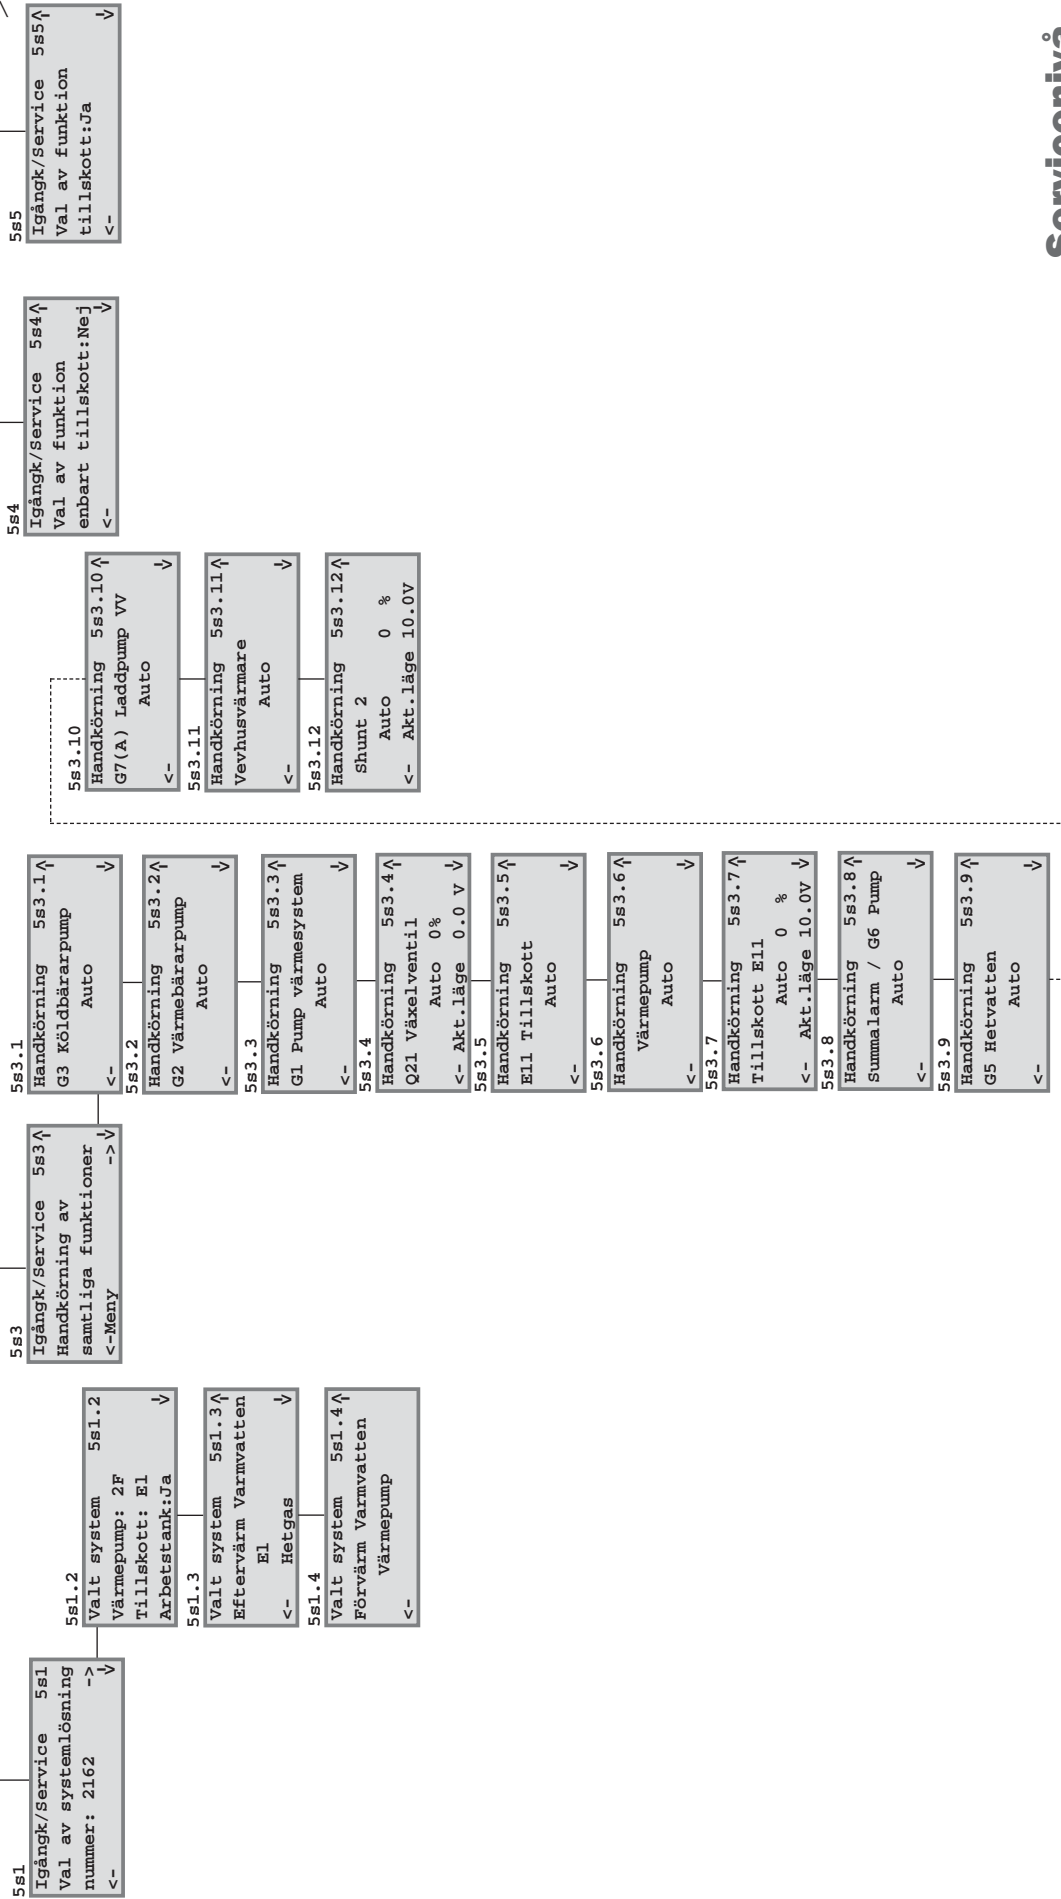 5s1
Igångk/Service 5s1
Val av systemlösning
nummer: 2162 ->
<- V
5s1.2
Valt system 5s1.2
Värmepump: 2F
Tillskott: El
Arbetstank:Ja V
5s1.3
Valt system 5s1.3^
Eftervärm Varmvatten
El
<- Hetgas V
5s1.4
Valt system 5s1.4^
Förvärm Varmvatten
Värmepump
<-
5s3
Igångk/Service 5s3^
Handkörning av
samtliga funktioner
<-Meny ->V
5s3.1
Handkörning 5s3.1^
G3 Köldbärarpump
Auto
<- V
5s3.2
Handkörning 5s3.2^
G2 Värmebärarpump
Auto
<- V
5s3.3
Handkörning 5s3.3^
G1 Pump värmesystem
Auto
<- V
5s3.4
Handkörning 5s3.4^
Q21 Växelventil
Auto 0%
<- Akt.läge 0.0 V V
5s3.5
Handkörning 5s3.5^
E11 Tillskott
Auto
<- V
5s3.6
Handkörning 5s3.6^
Värmepump
Auto
<- V
5s3.7
Handkörning 5s3.7^
Tillskott E11
Auto 0 %
<- Akt.läge 10.0V V
5s3.8
Handkörning 5s3.8^
Summalarm / G6 Pump
Auto
<- V
5s3.9
Handkörning 5s3.9^
G5 Hetvatten
Auto
<- V
5s3.10
Handkörning 5s3.10^
G7(A) Laddpump VV
Auto
<- V
5s3.11
Handkörning 5s3.11^
Vevhusvärmare
Auto
<- V
5s3.12
Handkörning 5s3.12^
Shunt 2
Auto 0 %
<- Akt.läge 10.0V
5s4
Igångk/Service 5s4^
Val av funktion
enbart tillskott:Nej
<- V
5s5
Igångk/Service 5s5^
Val av funktion
tillskott:Ja
<- V
Servicenivå